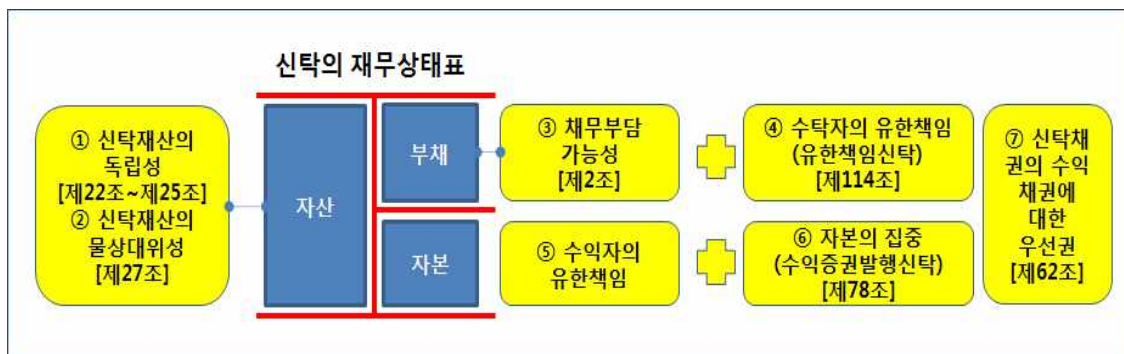 신탁의 재무상태표
① 신탁재산의
독립성
[제22조~제25조]
② 신탁재산의
물상대위성
[제27조]
자산
부채
자본
③ 채무부담
가능성
[제2조]
④ 수탁자의 유한책임
(유한책임신탁)
[제114조]
⑤ 수익자의
유한책임
⑥ 자본의 집중
(수익증권발행신탁)
[제78조]
⑦ 신탁채
권의 수익
채권에
대한
우선권
[제62조]